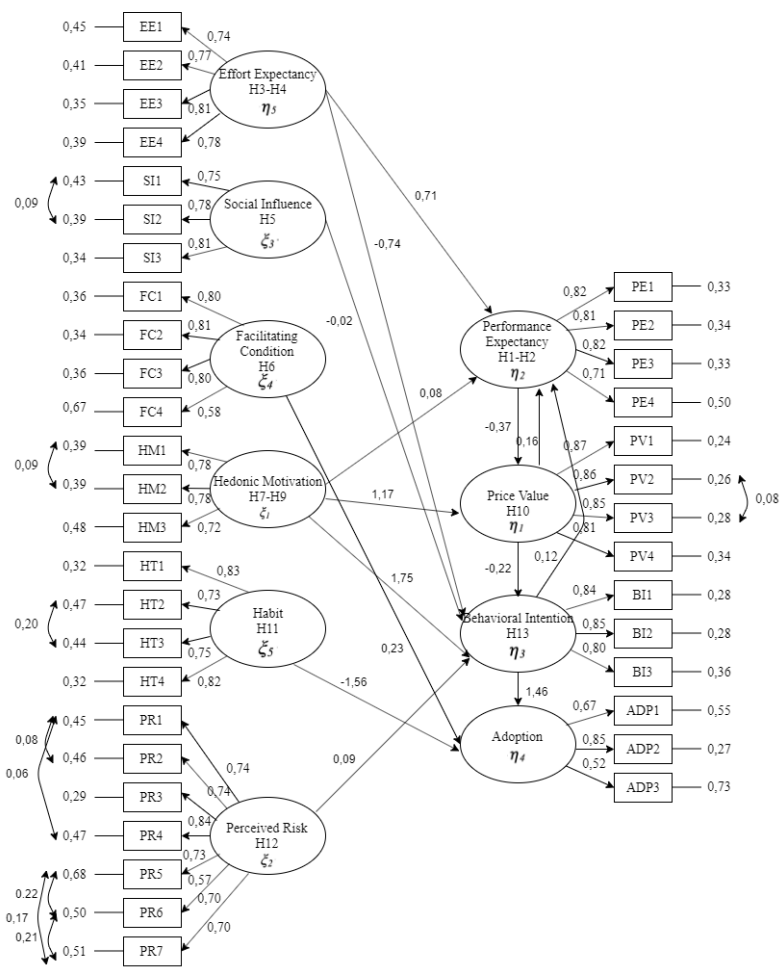 0,45
EE1
0,74
0,41
EE2
0,77
0,35
EE3
0,81
0,39
EE4
0,78
Effort Expectancy
H3-H4
η5
0,09
0,43
SI1
0,75
0,39
SI2
0,78
0,34
SI3
0,81
Social Influence
H5
ξ3
0,36
FC1
0,80
0,34
FC2
0,81
0,36
FC3
0,80
0,67
FC4
0,58
Facilitating
Condition
H6
ξ4
0,09
0,39
HM1
0,78
0,39
HM2
0,78
0,48
HM3
0,72
Hedonic Motivation
H7-H9
ξ1
0,32
HT1
0,83
0,20
0,47
HT2
0,73
0,44
HT3
0,75
0,32
HT4
0,82
Habit
H11
ξ5
0,08
0,06
0,45
PR1
0,74
0,46
PR2
0,74
0,29
PR3
0,84
0,47
PR4
0,73
0.22
0,17
0,21
0,68
PR5
0,57
0,50
PR6
0,70
0,51
PR7
0,70
Perceived Risk
H12
ξ2
0,71
-0,74
-0,02
0,08
1,17
1,75
0,23
-1,56
0,09
Performance
Expectancy
H1-H2
η2
0,82
PE1
0,33
0,81
PE2
0,34
0,82
PE3
0,33
0,71
PE4
0,50
-0,37
0,16
Price Value
H10
η1
0,87
PV1
0,24
0,86
PV2
0,26
0,85
PV3
0,28
0,81
PV4
0,34
0,08
-0,22
0,12
Behavioral Intention
H13
η3
0,84
BI1
0,28
0,85
BI2
0,28
0,80
BI3
0,36
1,46
Adoption
η4
0,67
ADP1
0,55
0,85
ADP2
0,27
0,52
ADP3
0,73